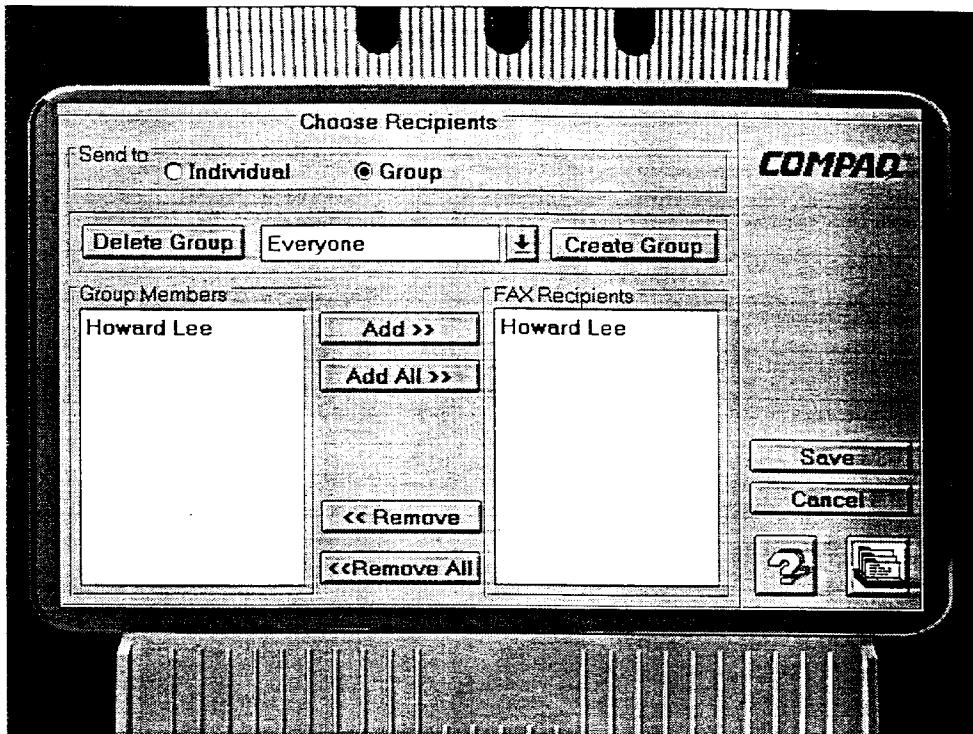 Choose Recipients
COMPAQ
Send to
Individual Group
Delete Group Everyone Create Group
Group Members
FAX Recipients
Howard Lee
Add >>
Howard Lee
Add All >>
<< Remove
<<Remove All
Save
Cancel